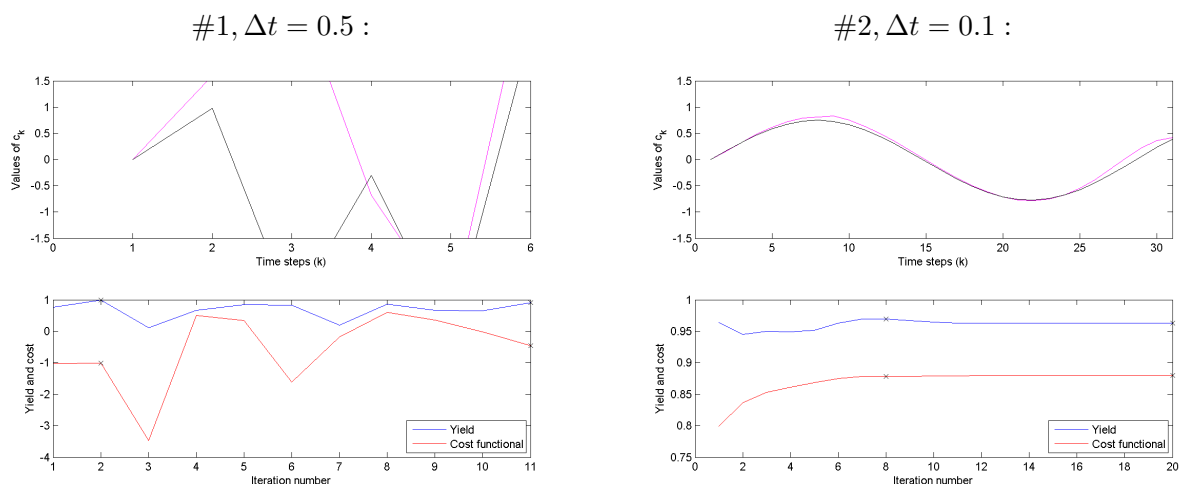 #1, Δt = 0.5 :
1.5
1
0.5
0
-0.5
-1
-1.5
Values of c_k
0 1 2 3 4 5 6
Time steps (k)
1
0
-1
-2
-3
-4
Yield and cost
Yield
Cost functional
1 2 3 4 5 6 7 8 9 10 11
Iteration number
#2, Δt = 0.1 :
1.5
1
0.5
0
-0.5
-1
-1.5
Values of c_k
0 5 10 15 20 25 30
Time steps (k)
1
0.95
0.9
0.85
0.8
0.75
Yield and cost
Yield
Cost functional
0 2 4 6 8 10 12 14 16 18 20
Iteration number